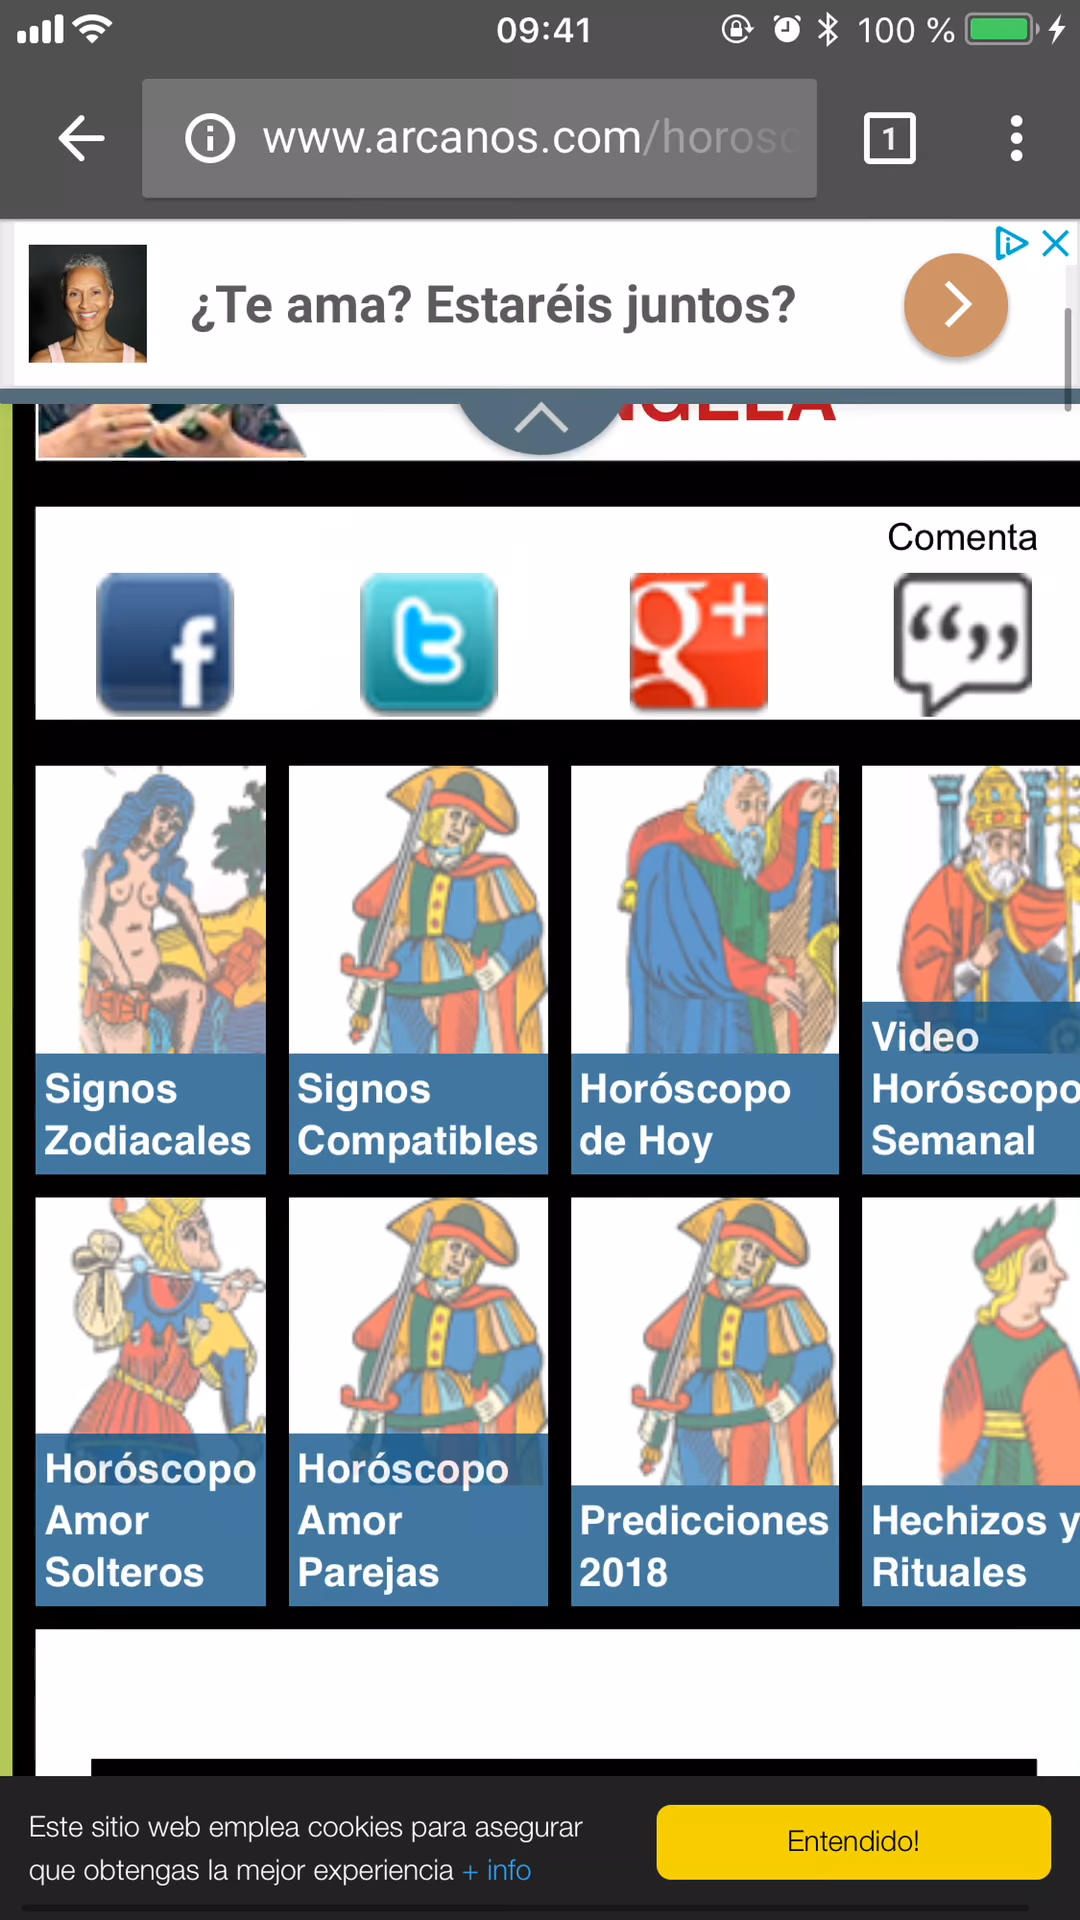 09:41
100 %
www.arcanos.com/horosc
1
¿Te ama? Estaréis juntos?
Comenta
Signos
Zodiacales
Signos
Compatibles
Horóscopo
de Hoy
Video
Horóscopo
Semanal
Horóscopo
Amor
Solteros
Horóscopo
Amor
Parejas
Predicciones
2018
Hechizos y
Rituales
Este sitio web emplea cookies para asegurar
que obtengas la mejor experiencia + info
Entendido!